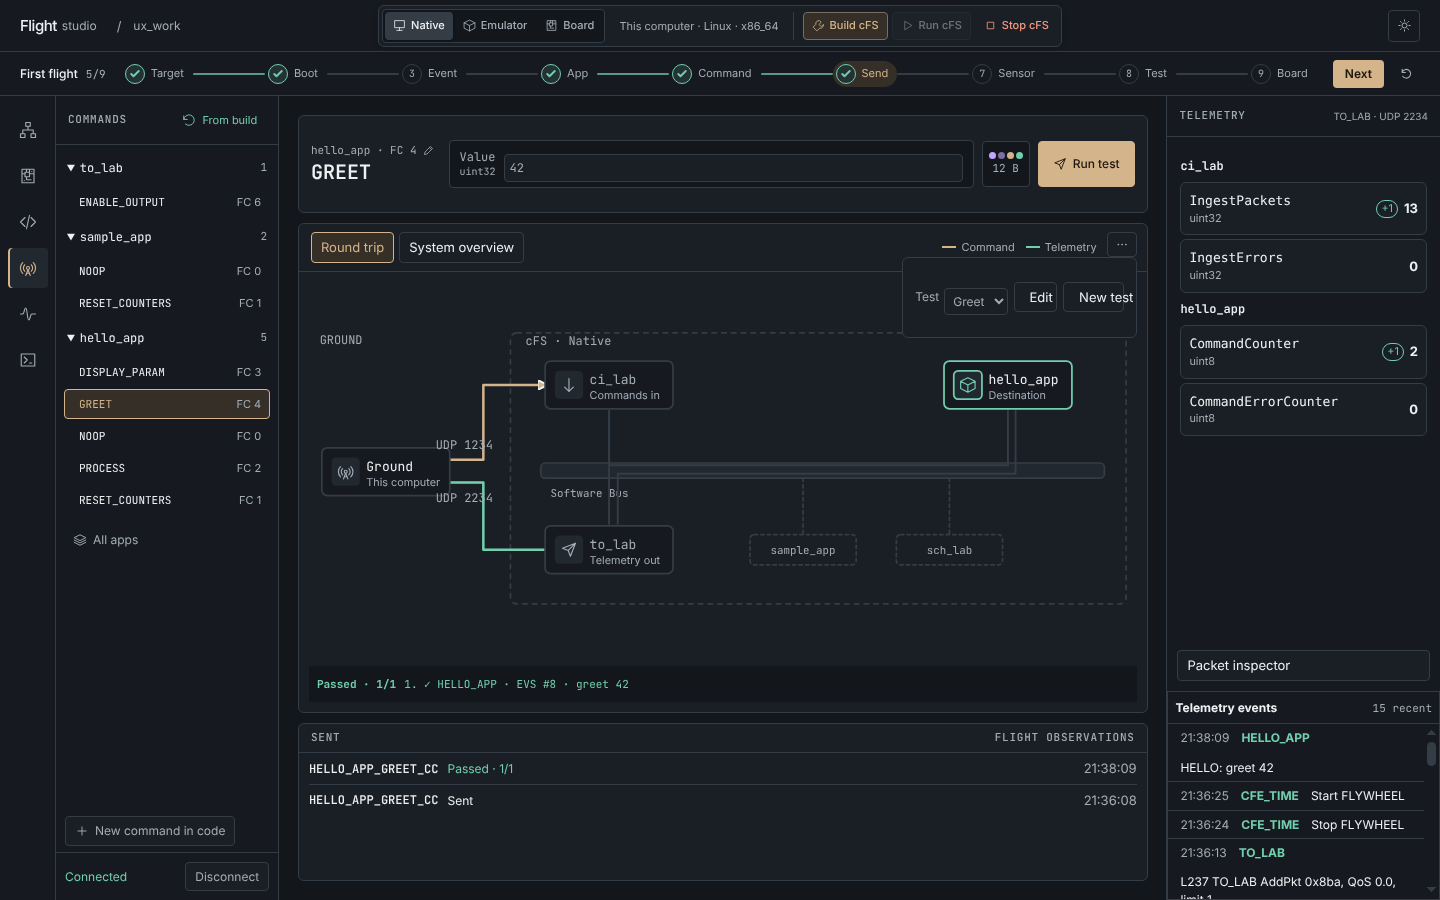 Flight studio / ux_work
Native Emulator Board This computer · Linux · x86_64 Build cFS Run cFS Stop cFS
First flight 5/9 Target Boot 3 Event App Command Send 7 Sensor 8 Test 9 Board Next
COMMANDS From build
to_lab 1
ENABLE_OUTPUT FC 6
sample_app 2
NOOP FC 0
RESET_COUNTERS FC 1
hello_app 5
DISPLAY_PARAM FC 3
GREET FC 4
NOOP FC 0
PROCESS FC 2
RESET_COUNTERS FC 1
All apps
New command in code
Connected Disconnect
hello_app · FC 4
GREET
Value
uint32
42
12 B
Run test
Round trip System overview
Command Telemetry ...
Test Greet Edit New test
GROUND
cFS · Native
ci_lab
Commands in
hello_app
Destination
UDP 1234
Ground
This computer
UDP 2234
Software Bus
to_lab
Telemetry out
sample_app
sch_lab
Passed · 1/1 1. ✓ HELLO_APP · EVS #8 · greet 42
SENT FLIGHT OBSERVATIONS
HELLO_APP_GREET_CC Passed · 1/1 21:38:09
HELLO_APP_GREET_CC Sent 21:36:08
TELEMETRY TO_LAB · UDP 2234
ci_lab
IngestPackets
uint32
+1 13
IngestErrors
uint32
0
hello_app
CommandCounter
uint8
+1 2
CommandErrorCounter
uint8
0
Packet inspector
Telemetry events 15 recent
21:38:09 HELLO_APP
HELLO: greet 42
21:36:25 CFE_TIME Start FLYWHEEL
21:36:24 CFE_TIME Stop FLYWHEEL
21:36:13 TO_LAB
L237 TO_LAB AddPkt 0x8ba, QoS 0.0,
limit 1